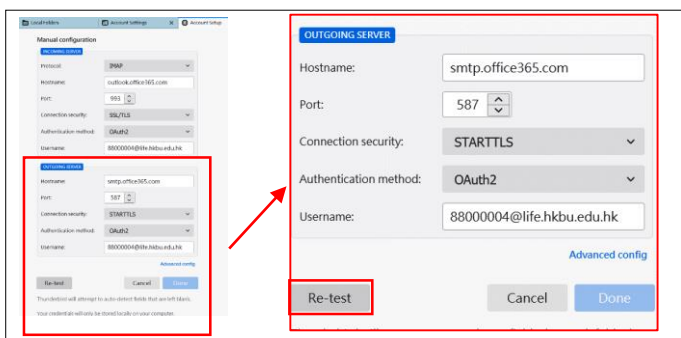 Local Folders
Account Settings
Account Setup
Manual configuration
INCOMING SERVER
Protocol: IMAP
Hostname: outlook.office365.com
Port: 993
Connection security: SSL/TLS
Authentication method: OAuth2
Username: 88000004@life.hkbu.edu.hk
OUTGOING SERVER
Hostname: smtp.office365.com
Port: 587
Connection security: STARTTLS
Authentication method: OAuth2
Username: 88000004@life.hkbu.edu.hk
Advanced config
Re-test Cancel Done
Thunderbird will attempt to auto-detect fields that are left blank.
Your credentials will only be stored locally on your computer.
OUTGOING SERVER
Hostname: smtp.office365.com
Port: 587
Connection security: STARTTLS
Authentication method: OAuth2
Username: 88000004@life.hkbu.edu.hk
Advanced config
Re-test Cancel Done